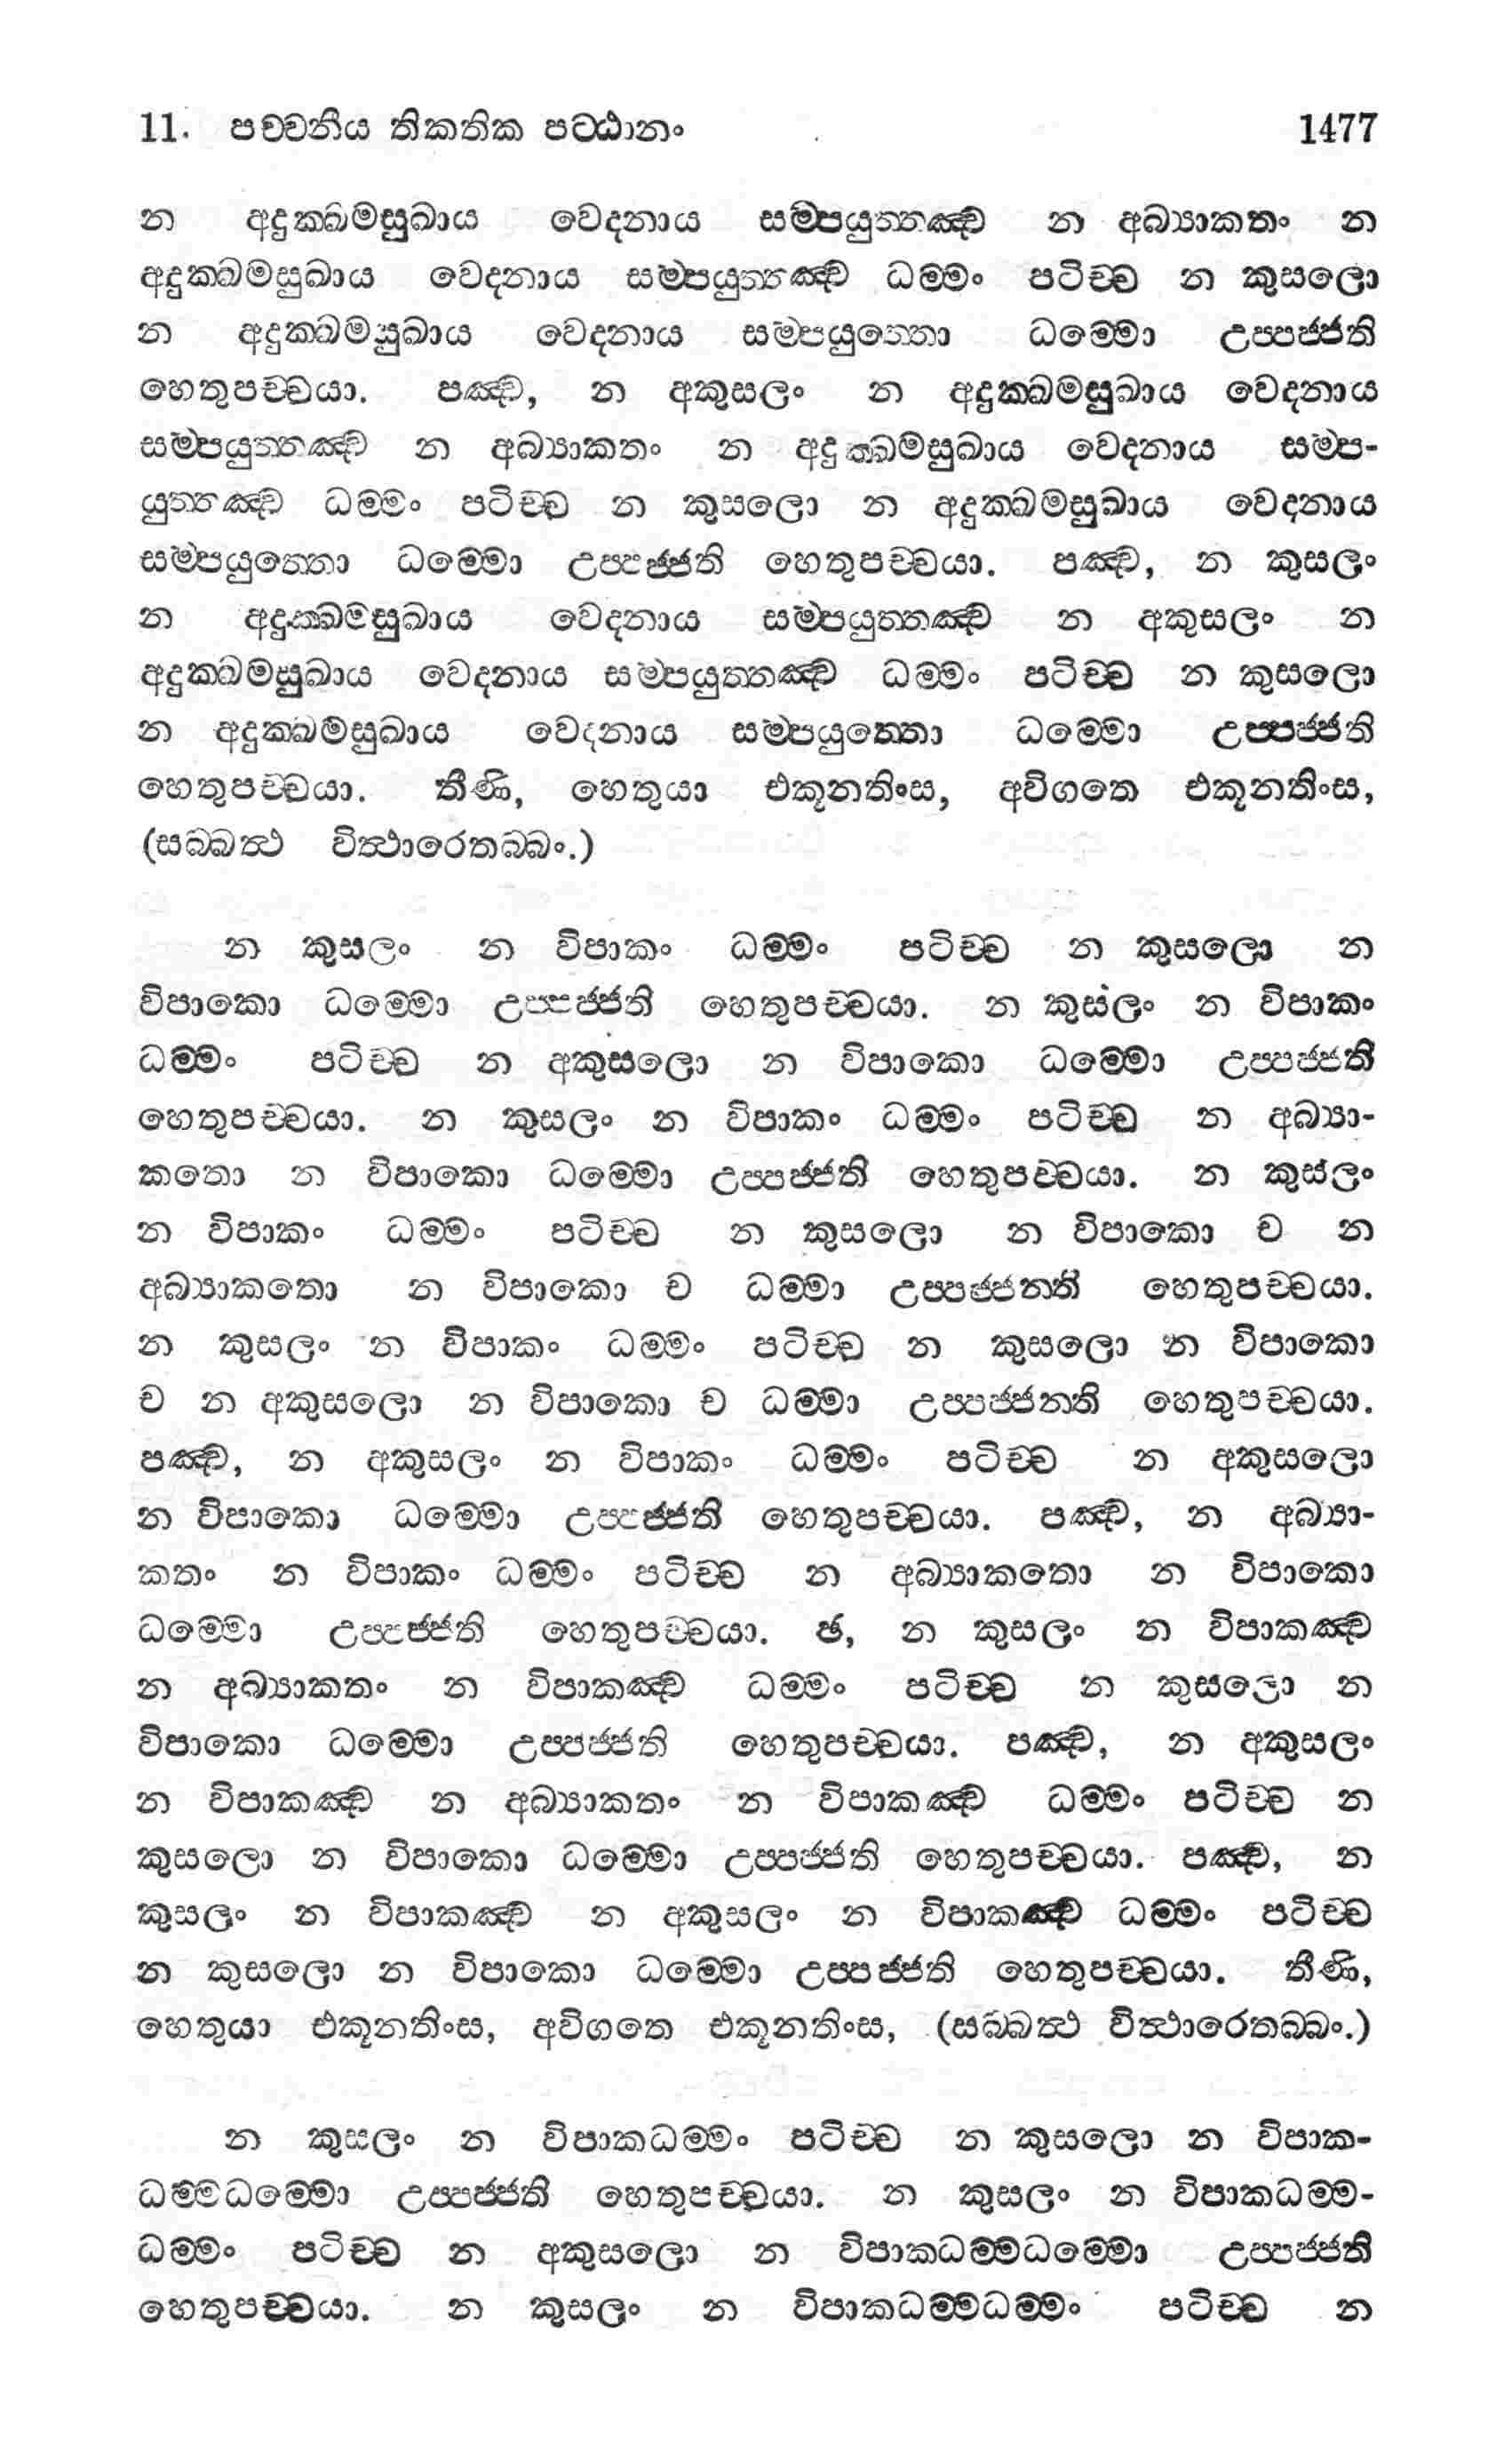 11. පච්චනීය තිකතික පට්ඨානං 1477
න අදුක්ඛමසුඛාය වෙදනාය සම්පයුත්තඤ්ච න අබ්‍යාකතං න
අදුක්ඛමසුඛාය වෙදනාය සම්පයුත්තඤ්ච ධම්මං පටිච්ච න කුසලො
න අදුක්ඛමසුඛාය වෙදනාය සම්පයුත්තො ධම්මො උප්පජ්ජති
හෙතුපච්චයා. පඤ්ච, න අකුසලං න අදුක්ඛමසුඛාය වෙදනාය
සම්පයුත්තඤ්ච න අබ්‍යාකතං න අදුක්ඛමසුඛාය වෙදනාය සම්ප-
යුත්තඤ්ච ධම්මං පටිච්ච න කුසලො න අදුක්ඛමසුඛාය වෙදනාය
සම්පයුත්තො ධම්මො උප්පජ්ජති හෙතුපච්චයා. පඤ්ච, න කුසලං
න අදුක්ඛමසුඛාය වෙදනාය සම්පයුත්තඤ්ච න අකුසලං න
අදුක්ඛමසුඛාය වෙදනාය සම්පයුත්තඤ්ච ධම්මං පටිච්ච න කුසලො
න අදුක්ඛමසුඛාය වෙදනාය සම්පයුත්තො ධම්මො උප්පජ්ජති
හෙතුපච්චයා. තීණි, හෙතුයා එකූනතිංස, අවිගතෙ එකූනතිංස,
(සබ්බත්ථ විත්ථාරෙතබ්බං.)
න කුසලං න විපාකං ධම්මං පටිච්ච න කුසලො න
විපාකො ධම්මො උප්පජ්ජති හෙතුපච්චයා. න කුසලං න විපාකං
ධම්මං පටිච්ච න අකුසලො න විපාකො ධම්මො උප්පජ්ජති
හෙතුපච්චයා. න කුසලං න විපාකං ධම්මං පටිච්ච න අබ්‍යා-
කතො න විපාකො ධම්මො උප්පජ්ජති හෙතුපච්චයා. න කුසලං
න විපාකං ධම්මං පටිච්ච න කුසලො න විපාකො ච න
අබ්‍යාකතො න විපාකො ච ධම්මා උප්පජ්ජන්ති හෙතුපච්චයා.
න කුසලං න විපාකං ධම්මං පටිච්ච න කුසලො න විපාකො
ච න අකුසලො න විපාකො ච ධම්මා උප්පජ්ජන්ති හෙතුපච්චයා.
පඤ්ච, න අකුසලං න විපාකං ධම්මං පටිච්ච න අකුසලො
න විපාකො ධම්මො උප්පජ්ජති හෙතුපච්චයා. පඤ්ච, න අබ්‍යා-
කතං න විපාකං ධම්මං පටිච්ච න අබ්‍යාකතො න විපාකො
ධම්මො උප්පජ්ජති හෙතුපච්චයා. ඡ, න කුසලං න විපාකඤ්ච
න අබ්‍යාකතං න විපාකඤ්ච ධම්මං පටිච්ච න කුසලො න
විපාකො ධම්මො උප්පජ්ජති හෙතුපච්චයා. පඤ්ච, න අකුසලං
න විපාකඤ්ච න අබ්‍යාකතං න විපාකඤ්ච ධම්මං පටිච්ච න
කුසලො න විපාකො ධම්මො උප්පජ්ජති හෙතුපච්චයා. පඤ්ච, න
කුසලං න විපාකඤ්ච න අකුසලං න විපාකඤ්ච ධම්මං පටිච්ච
න කුසලො න විපාකො ධම්මො උප්පජ්ජති හෙතුපච්චයා. තීණි,
හෙතුයා එකූනතිංස, අවිගතෙ එකූනතිංස, (සබ්බත්ථ විත්ථාරෙතබ්බං.)
න කුසලං න විපාකධම්මං පටිච්ච න කුසලො න විපාක-
ධම්මධම්මො උප්පජ්ජති හෙතුපච්චයා. න කුසලං න විපාකධම්ම-
ධම්මං පටිච්ච න අකුසලො න විපාකධම්මධම්මො උප්පජ්ජති
හෙතුපච්චයා. න කුසලං න විපාකධම්මධම්මං පටිච්ච න